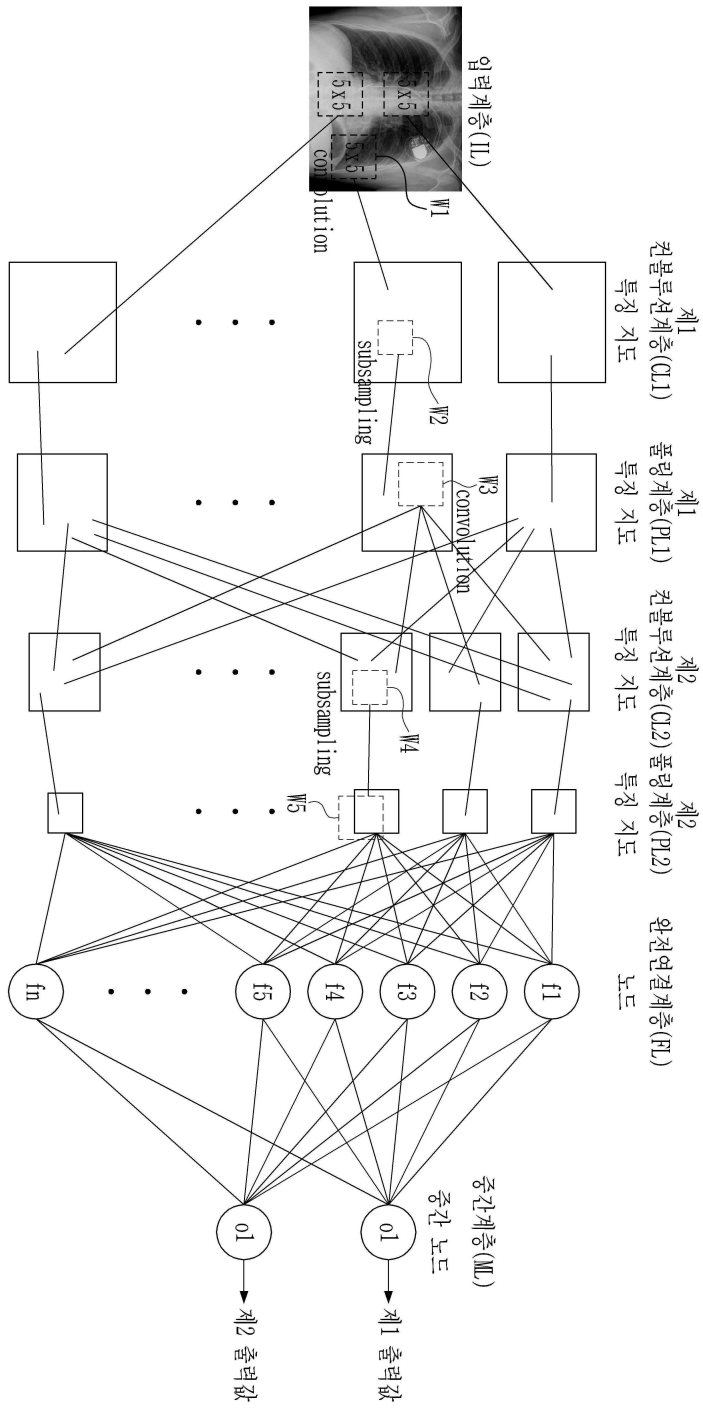 입력계층(IL)
제1
컨볼루션계층(CL1)
특징 지도
제1
풀링계층(PL1)
특징 지도
제2
컨볼루션계층(CL2)
특징 지도
제2
풀링계층(PL2)
특징 지도
완전연결계층(FL)
노드
중간계층(ML)
중간 노드
5x5
5x5
5x5
W1
convolution
W2
subsampling
W3
convolution
W4
subsampling
W5
f1
f2
f3
f4
f5
fn
o1
o1
제1 출력값
제2 출력값